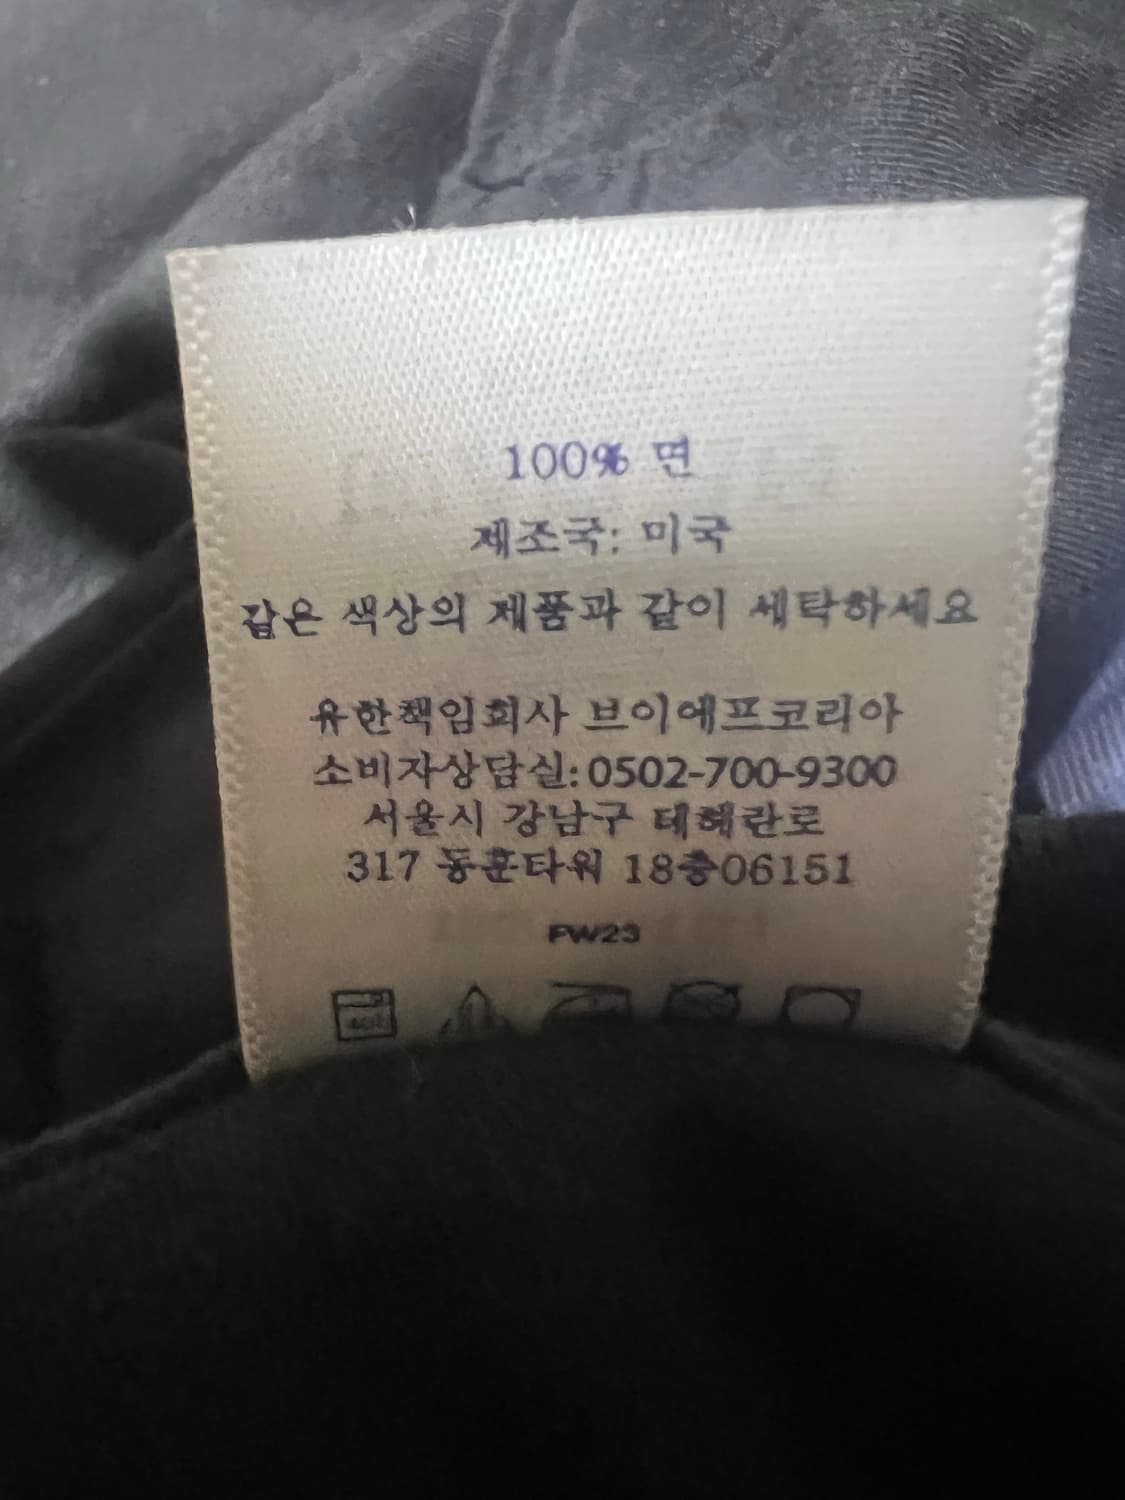 100% 면
제조국: 미국
같은 색상의 제품과 같이 세탁하세요
유한책임회사 브이에프코리아
소비자상담실: 0502-700-9300
서울시 강남구 테헤란로
317 동훈타워 18층06151
FW23